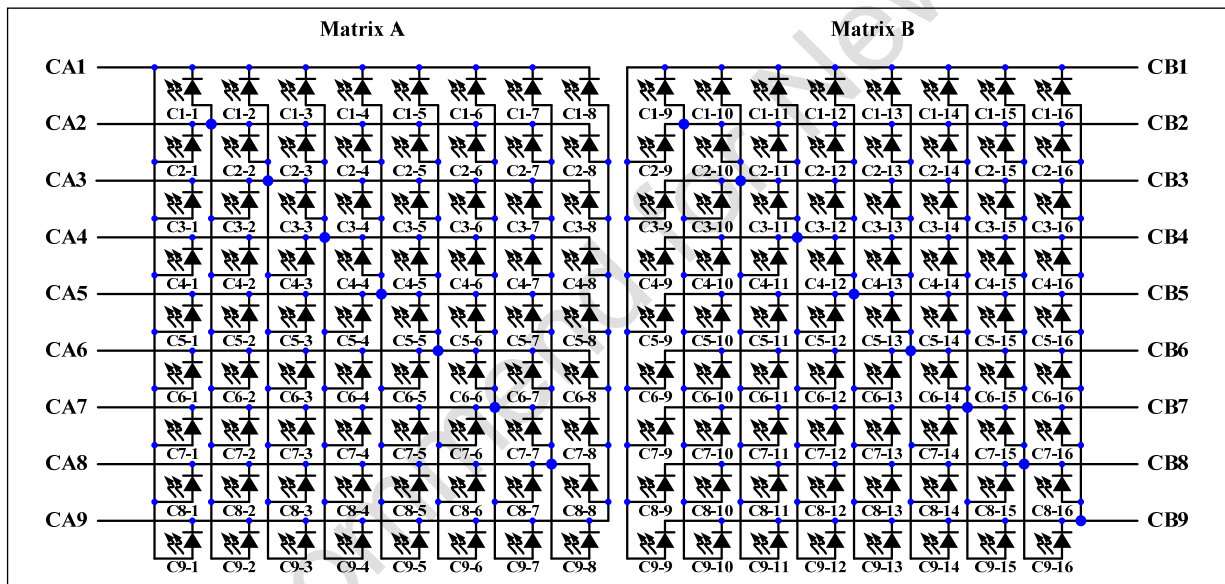 Matrix A Matrix B
CA1 CB1
C1-1 C1-2 C1-3 C1-4 C1-5 C1-6 C1-7 C1-8 C1-9 C1-10 C1-11 C1-12 C1-13 C1-14 C1-15 C1-16
CA2 CB2
C2-1 C2-2 C2-3 C2-4 C2-5 C2-6 C2-7 C2-8 C2-9 C2-10 C2-11 C2-12 C2-13 C2-14 C2-15 C2-16
CA3 CB3
C3-1 C3-2 C3-3 C3-4 C3-5 C3-6 C3-7 C3-8 C3-9 C3-10 C3-11 C3-12 C3-13 C3-14 C3-15 C3-16
CA4 CB4
C4-1 C4-2 C4-3 C4-4 C4-5 C4-6 C4-7 C4-8 C4-9 C4-10 C4-11 C4-12 C4-13 C4-14 C4-15 C4-16
CA5 CB5
C5-1 C5-2 C5-3 C5-4 C5-5 C5-6 C5-7 C5-8 C5-9 C5-10 C5-11 C5-12 C5-13 C5-14 C5-15 C5-16
CA6 CB6
C6-1 C6-2 C6-3 C6-4 C6-5 C6-6 C6-7 C6-8 C6-9 C6-10 C6-11 C6-12 C6-13 C6-14 C6-15 C6-16
CA7 CB7
C7-1 C7-2 C7-3 C7-4 C7-5 C7-6 C7-7 C7-8 C7-9 C7-10 C7-11 C7-12 C7-13 C7-14 C7-15 C7-16
CA8 CB8
C8-1 C8-2 C8-3 C8-4 C8-5 C8-6 C8-7 C8-8 C8-9 C8-10 C8-11 C8-12 C8-13 C8-14 C8-15 C8-16
CA9 CB9
C9-1 C9-2 C9-3 C9-4 C9-5 C9-6 C9-7 C9-8 C9-9 C9-10 C9-11 C9-12 C9-13 C9-14 C9-15 C9-16
ommend for New